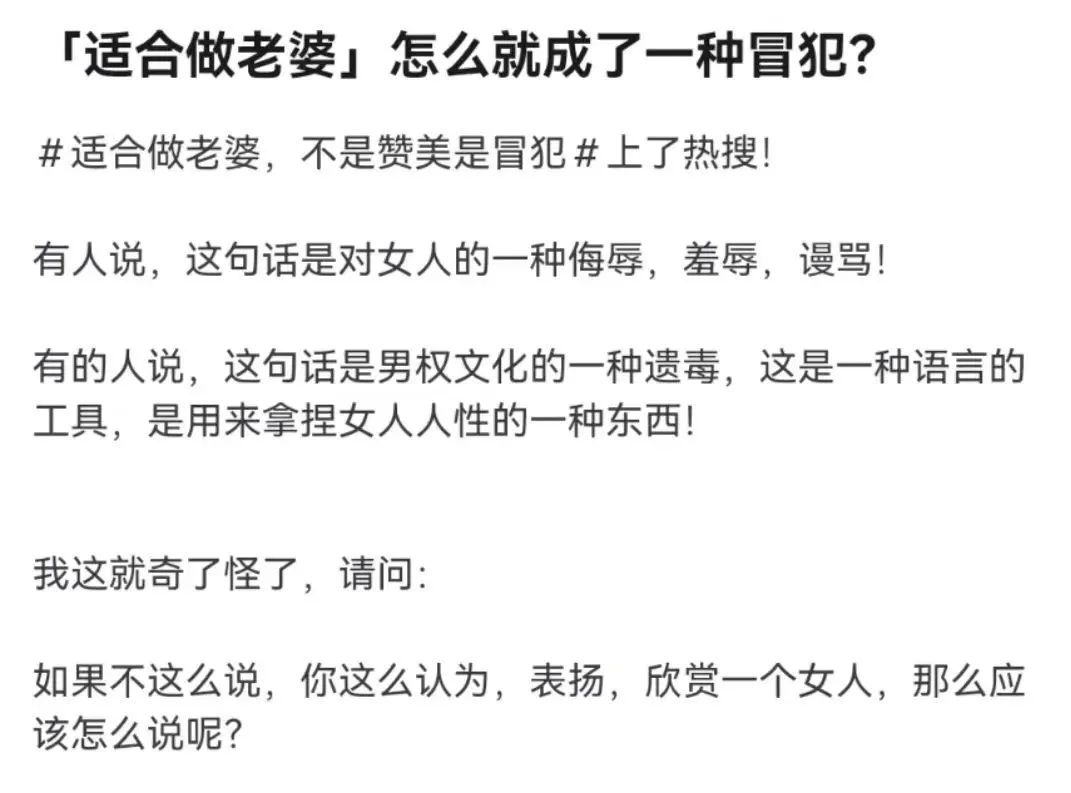 「适合做老婆」怎么就成了一种冒犯?
#适合做老婆，不是赞美是冒犯#上了热搜!
有人说，这句话是对女人的一种侮辱，羞辱，谩骂!
有的人说，这句话是男权文化的一种遗毒，这是一种语言的
工具，是用来拿捏女人人性的一种东西!
我这就奇了怪了，请问:
如果不这么说，你这么认为，表扬，欣赏一个女人，那么应
该怎么说呢?